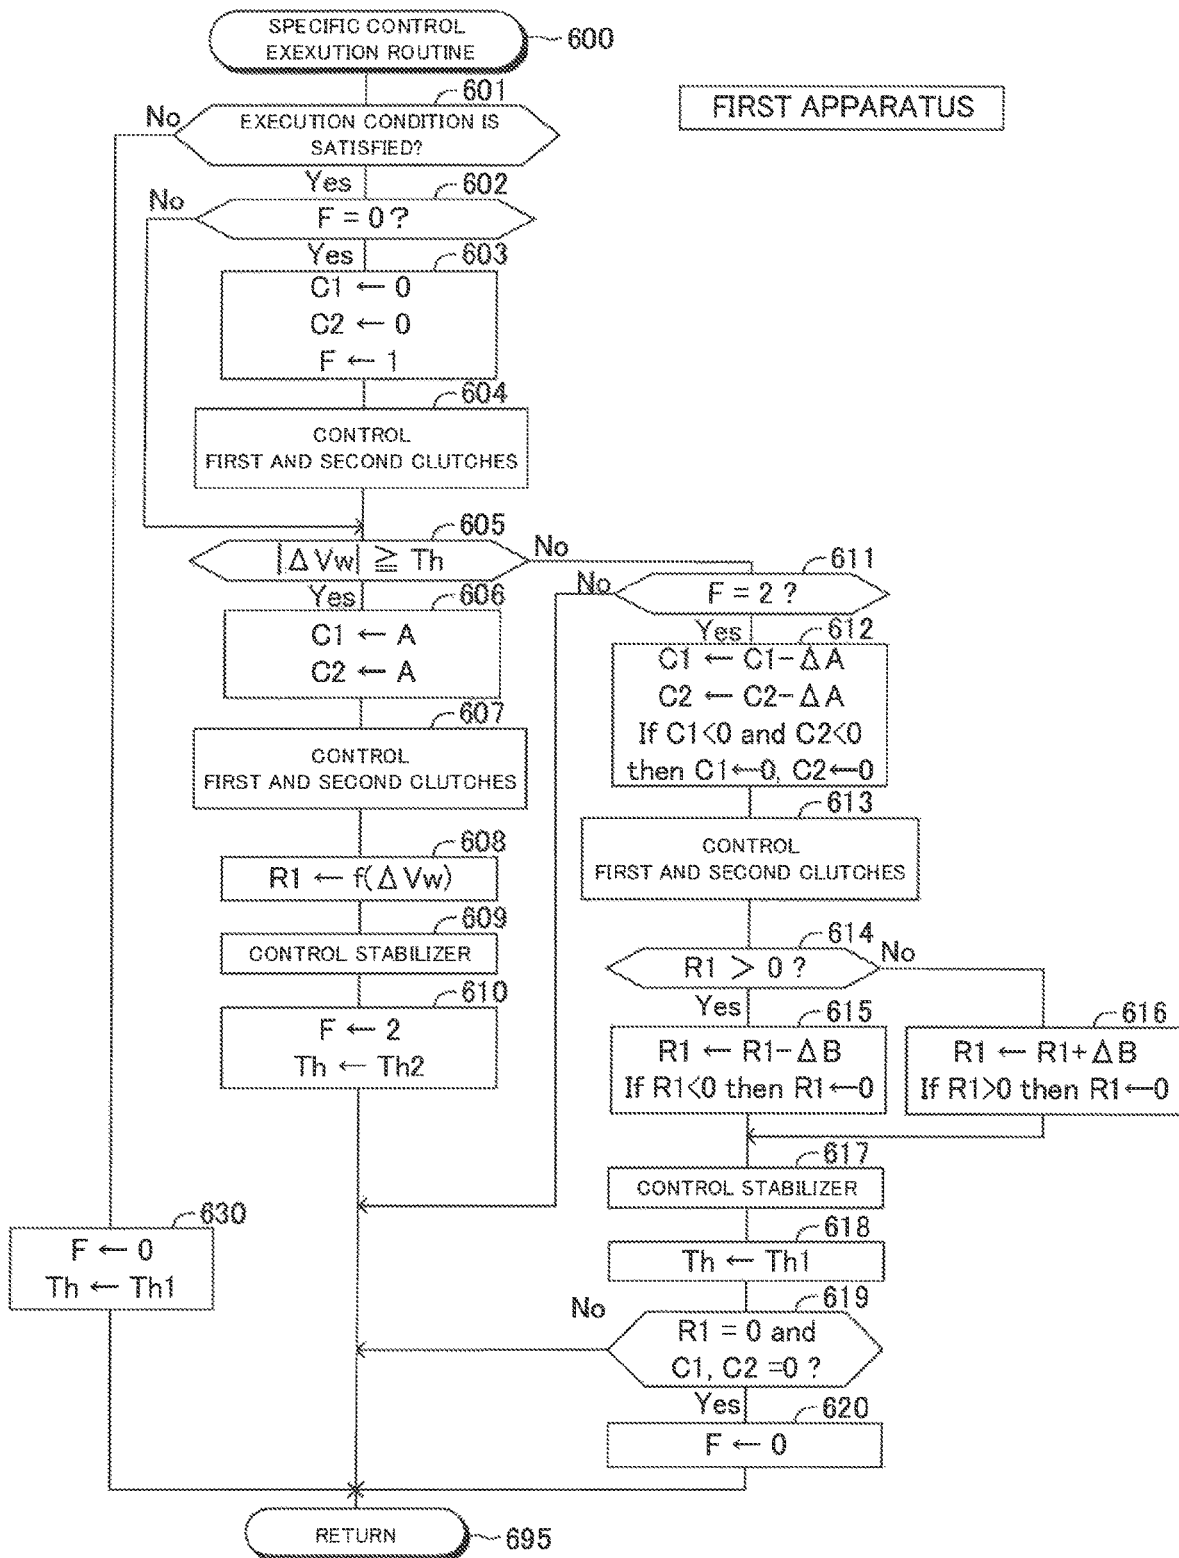 SPECIFIC CONTROL
EXEXUTION ROUTINE
600
FIRST APPARATUS
601
No
EXECUTION CONDITION IS
SATISFIED?
Yes
602
No
F = 0 ?
Yes
603
C1 ← 0
C2 ← 0
F ← 1
604
CONTROL
FIRST AND SECOND CLUTCHES
605
|ΔVw| ≧ Th
No
Yes
606
C1 ← A
C2 ← A
607
CONTROL
FIRST AND SECOND CLUTCHES
608
R1 ← f(ΔVw)
609
CONTROL STABILIZER
610
F ← 2
Th ← Th2
611
No
F = 2 ?
Yes
612
C1 ← C1-ΔA
C2 ← C2-ΔA
If C1<0 and C2<0
then C1←0, C2←0
613
CONTROL
FIRST AND SECOND CLUTCHES
614
R1 > 0 ?
No
Yes
615
R1 ← R1-ΔB
If R1<0 then R1←0
616
R1 ← R1+ΔB
If R1>0 then R1←0
617
CONTROL STABILIZER
618
Th ← Th1
619
No
R1 = 0 and
C1, C2 =0 ?
Yes
620
F ← 0
630
F ← 0
Th ← Th1
RETURN
695